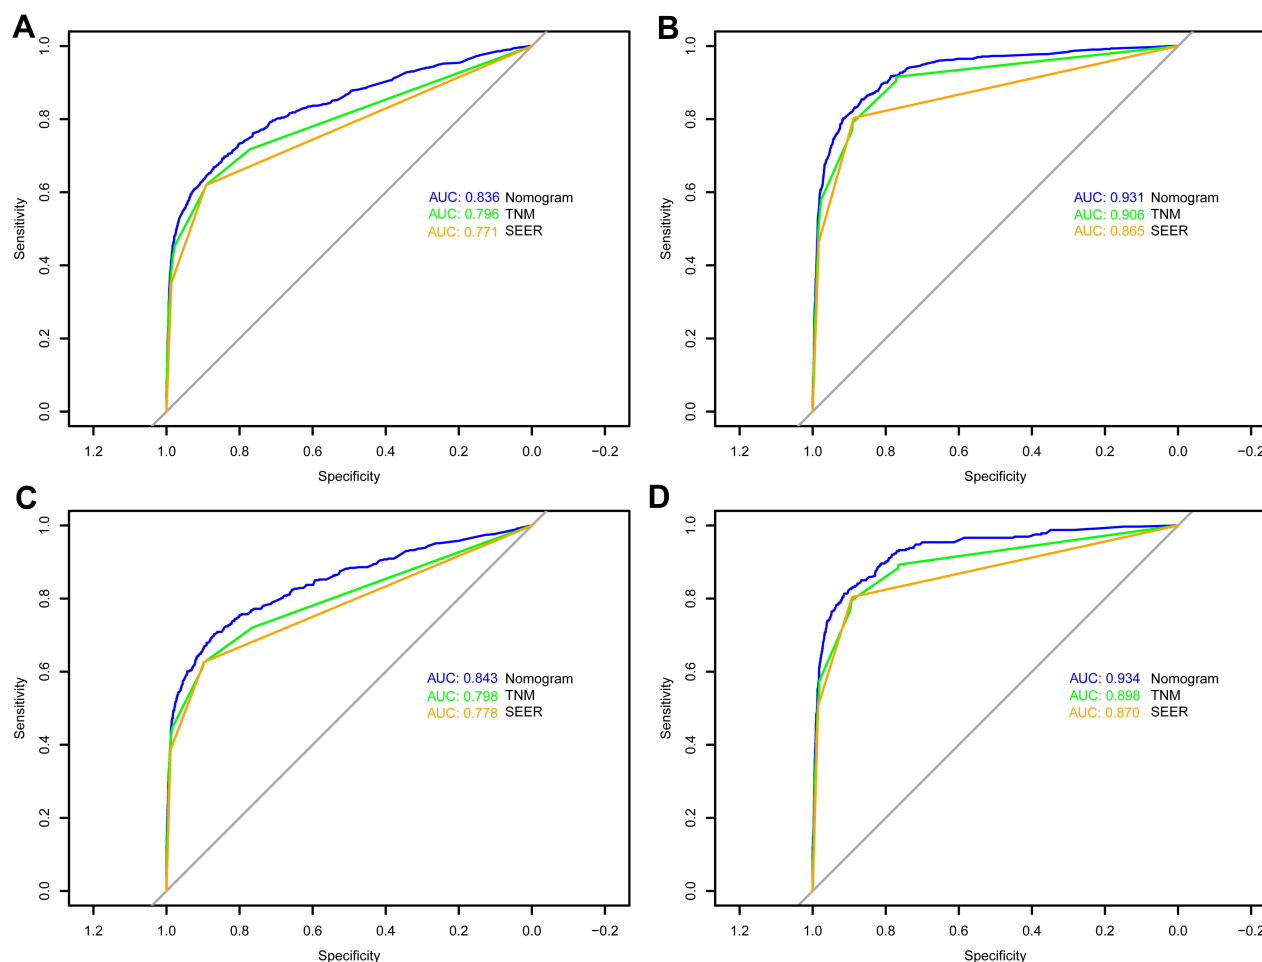 A
1.0
0.8
0.6
0.4
0.2
0.0
Sensitivity
AUC: 0.836 Nomogram
AUC: 0.796 TNM
AUC: 0.771 SEER
1.2 1.0 0.8 0.6 0.4 0.2 0.0 −0.2
Specificity
B
1.0
0.8
0.6
0.4
0.2
0.0
Sensitivity
AUC: 0.931 Nomogram
AUC: 0.906 TNM
AUC: 0.865 SEER
1.2 1.0 0.8 0.6 0.4 0.2 0.0 −0.2
Specificity
C
1.0
0.8
0.6
0.4
0.2
0.0
Sensitivity
AUC: 0.843 Nomogram
AUC: 0.798 TNM
AUC: 0.778 SEER
1.2 1.0 0.8 0.6 0.4 0.2 0.0 −0.2
Specificity
D
1.0
0.8
0.6
0.4
0.2
0.0
Sensitivity
AUC: 0.934 Nomogram
AUC: 0.898 TNM
AUC: 0.870 SEER
1.2 1.0 0.8 0.6 0.4 0.2 0.0 −0.2
Specificity